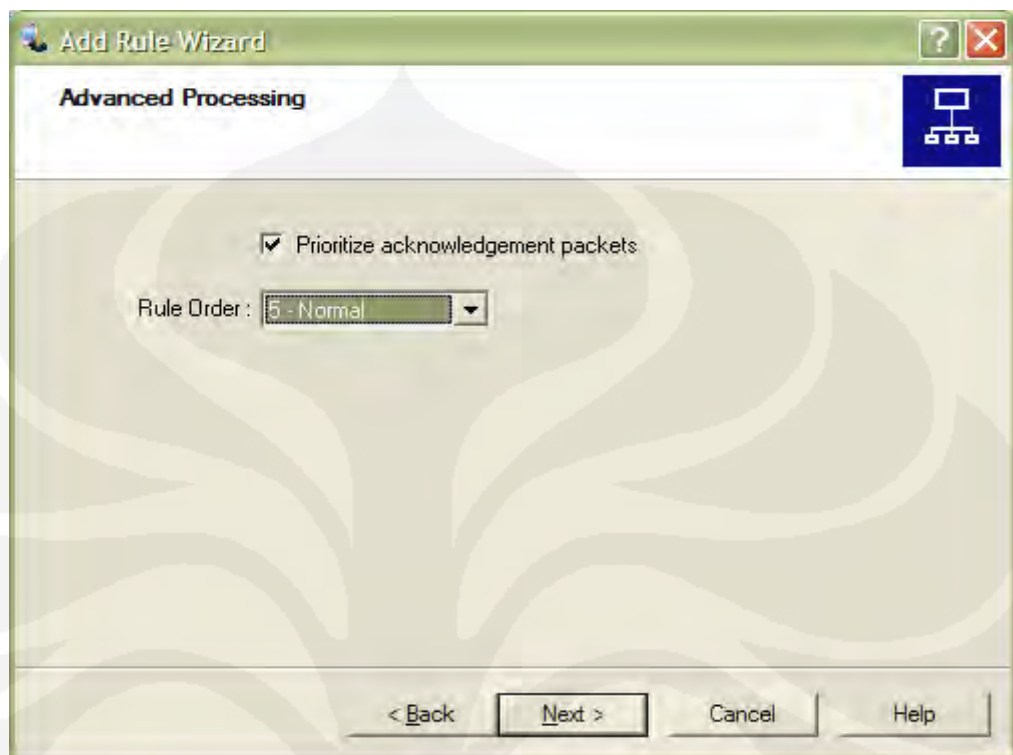 Add Rule Wizard
Advanced Processing
Prioritize acknowledgement packets
Rule Order : 5 - Normal
< Back Next > Cancel Help